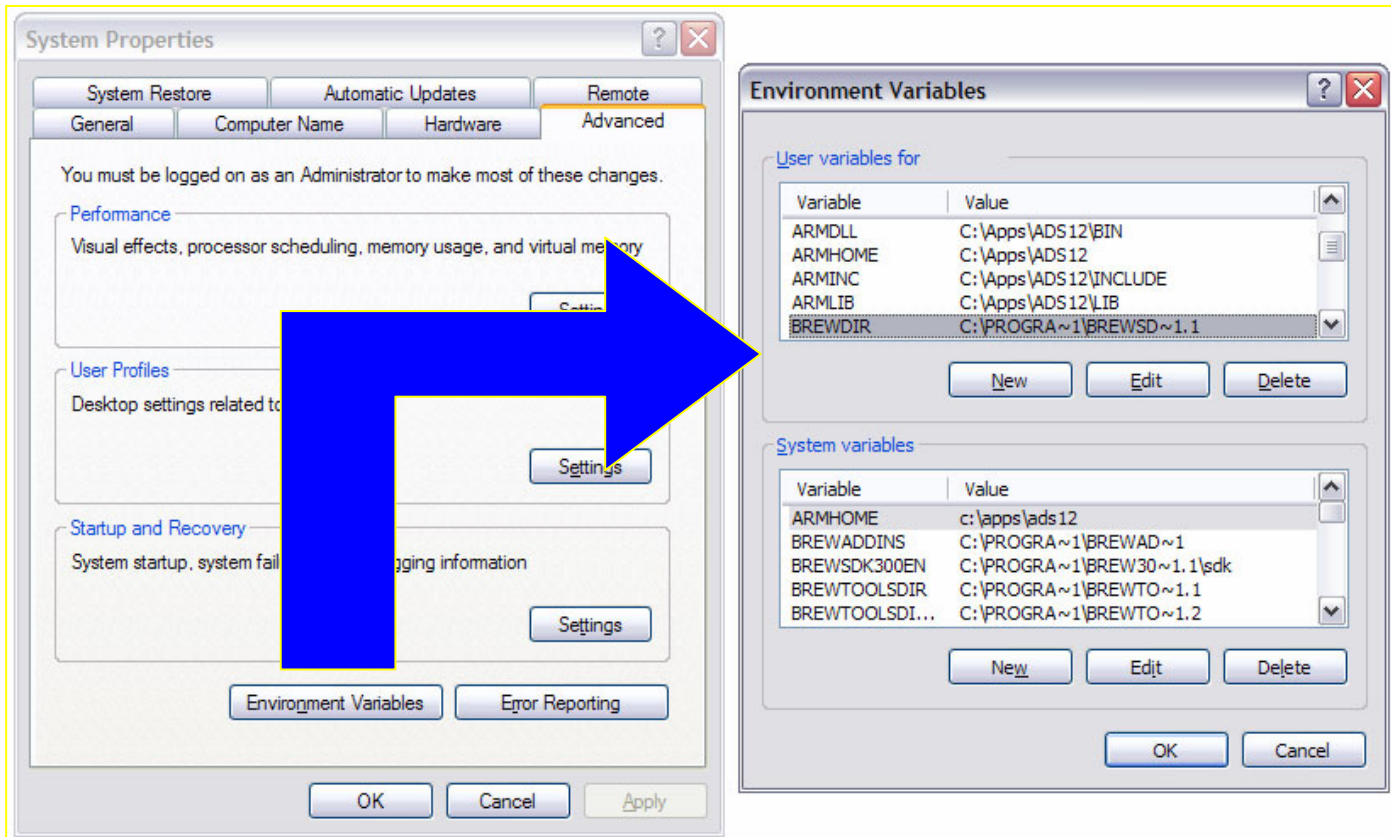 System Properties
System Restore Automatic Updates Remote
General Computer Name Hardware Advanced
You must be logged on as an Administrator to make most of these changes.
Performance
Visual effects, processor scheduling, memory usage, and virtual memory
User Profiles
Desktop settings related to
Settings
Startup and Recovery
System startup, system information
Settings
Environment Variables Error Reporting
OK Cancel Apply
Environment Variables
User variables for
Variable Value
ARMDLL C:\Apps\ADS12\BIN
ARMHOME C:\Apps\ADS12
ARMINC C:\Apps\ADS12\INCLUDE
ARMLIB C:\Apps\ADS12\LIB
BREWDIR C:\PROGRA~1\BREWSD~1.1
New Edit Delete
System variables
Variable Value
ARMHOME c:\apps\ads12
BREWADDINS C:\PROGRA~1\BREWAD~1
BREWSDK300EN C:\PROGRA~1\BREW30~1.1\sdk
BREWTOOLSDIR C:\PROGRA~1\BREWTO~1.1
BREWTOOLSDI... C:\PROGRA~1\BREWTO~1.2
New Edit Delete
OK Cancel